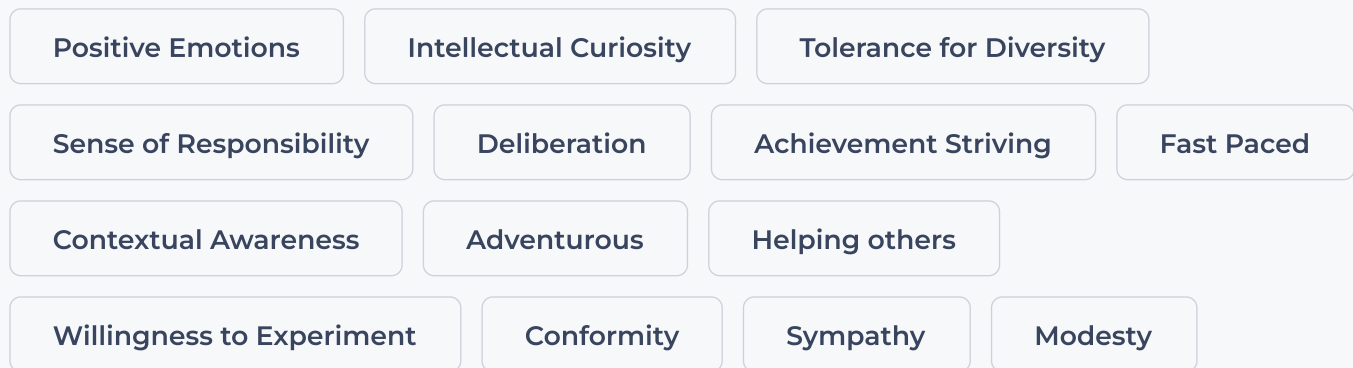 Positive Emotions Intellectual Curiosity Tolerance for Diversity
Sense of Responsibility Deliberation Achievement Striving Fast Paced
Contextual Awareness Adventurous Helping others
Willingness to Experiment Conformity Sympathy Modesty